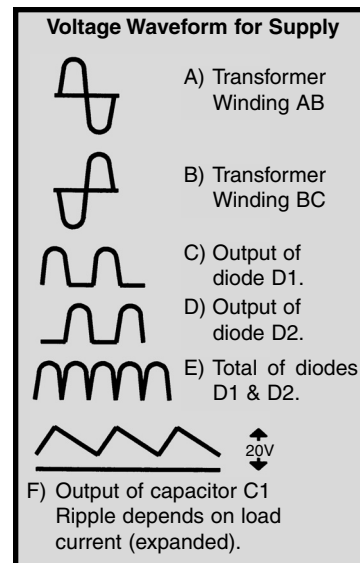 Voltage Waveform for Supply
A) Transformer
Winding AB
B) Transformer
Winding BC
C) Output of
diode D1.
D) Output of
diode D2.
E) Total of diodes
D1 & D2.
20V
F) Output of capacitor C1
Ripple depends on load
current (expanded).